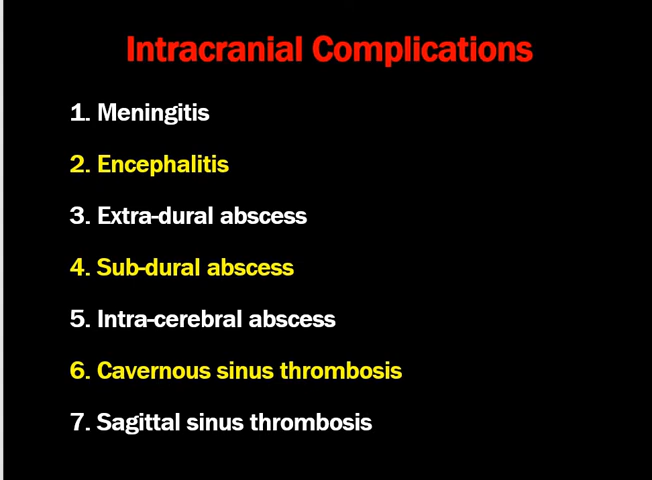 Intracranial Complications
1. Meningitis
2. Encephalitis
3. Extra-dural abscess
4. Sub-dural abscess
5. Intra-cerebral abscess
6. Cavernous sinus thrombosis
7. Sagittal sinus thrombosis